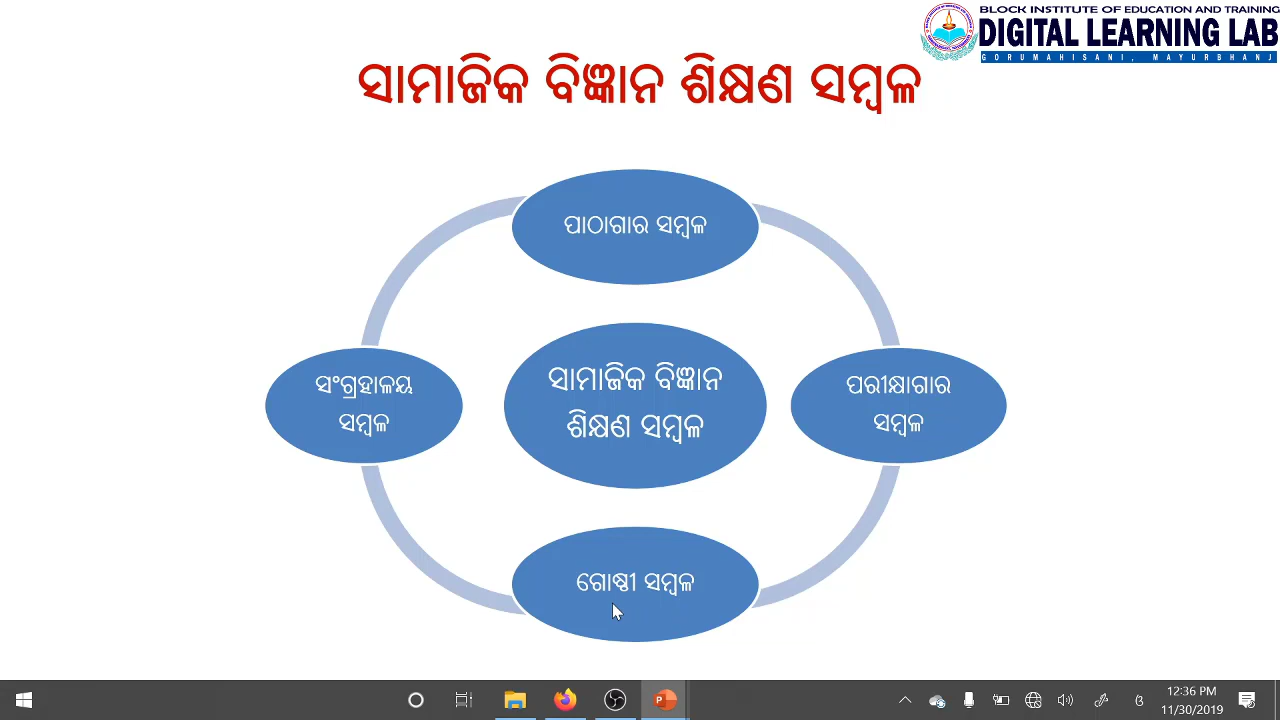 BLOCK INSTITUTE OF EDUCATION AND TRAINING
DIGITAL LEARNING LAB
GORUMAHISANI, MAYURBHANJ
ସାମାଜିକ ବିଜ୍ଞାନ ଶିକ୍ଷଣ ସମ୍ବଳ
ପାଠାଗାର ସମ୍ବଳ
ସଂଗ୍ରହାଳୟ
ସମ୍ବଳ
ସାମାଜିକ ବିଜ୍ଞାନ
ଶିକ୍ଷଣ ସମ୍ବଳ
ପରୀକ୍ଷାଗାର
ସମ୍ବଳ
ଗୋଷ୍ଠୀ ସମ୍ବଳ
12:36 PM
11/30/2019